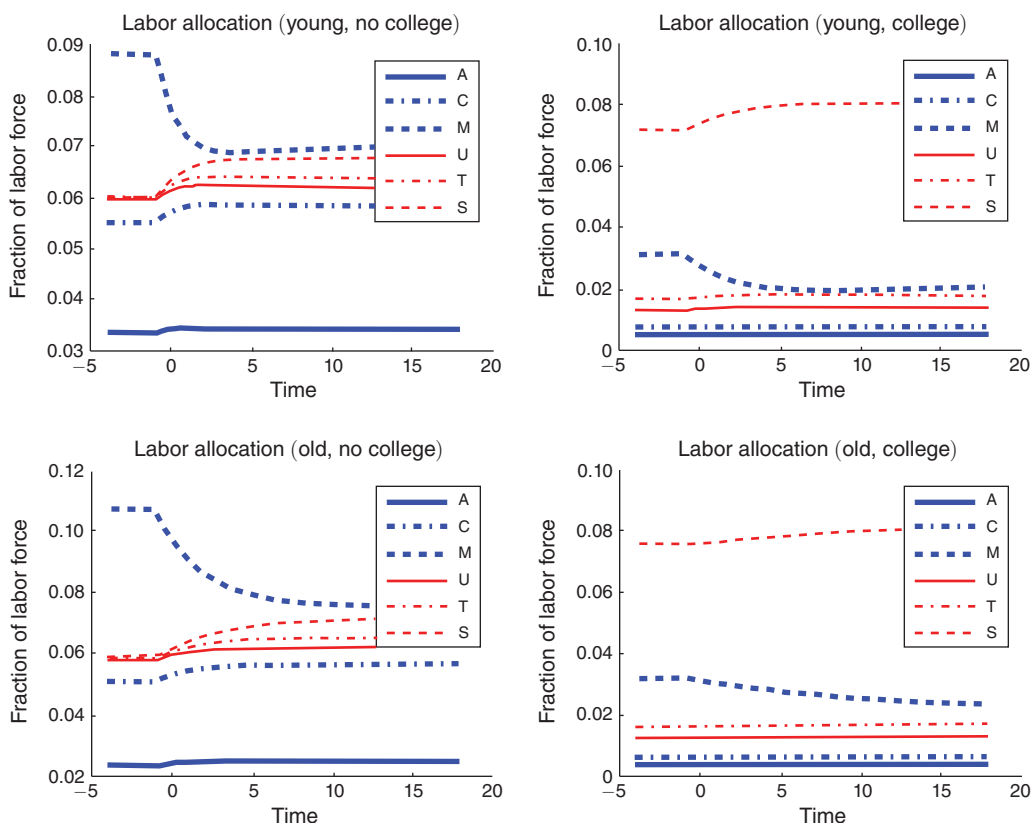 Labor allocation (young, no college)
0.09
0.08
0.07
0.06
0.05
0.04
0.03
−5
0
5
10
15
20
Fraction of labor force
Time
A
C
M
U
T
S
Labor allocation (young, college)
0.10
0.08
0.06
0.04
0.02
0
−5
0
5
10
15
20
Fraction of labor force
Time
A
C
M
U
T
S
Labor allocation (old, no college)
0.12
0.10
0.08
0.06
0.04
0.02
−5
0
5
10
15
20
Fraction of labor force
Time
A
C
M
U
T
S
Labor allocation (old, college)
0.10
0.08
0.06
0.04
0.02
0
−5
0
5
10
15
20
Fraction of labor force
Time
A
C
M
U
T
S